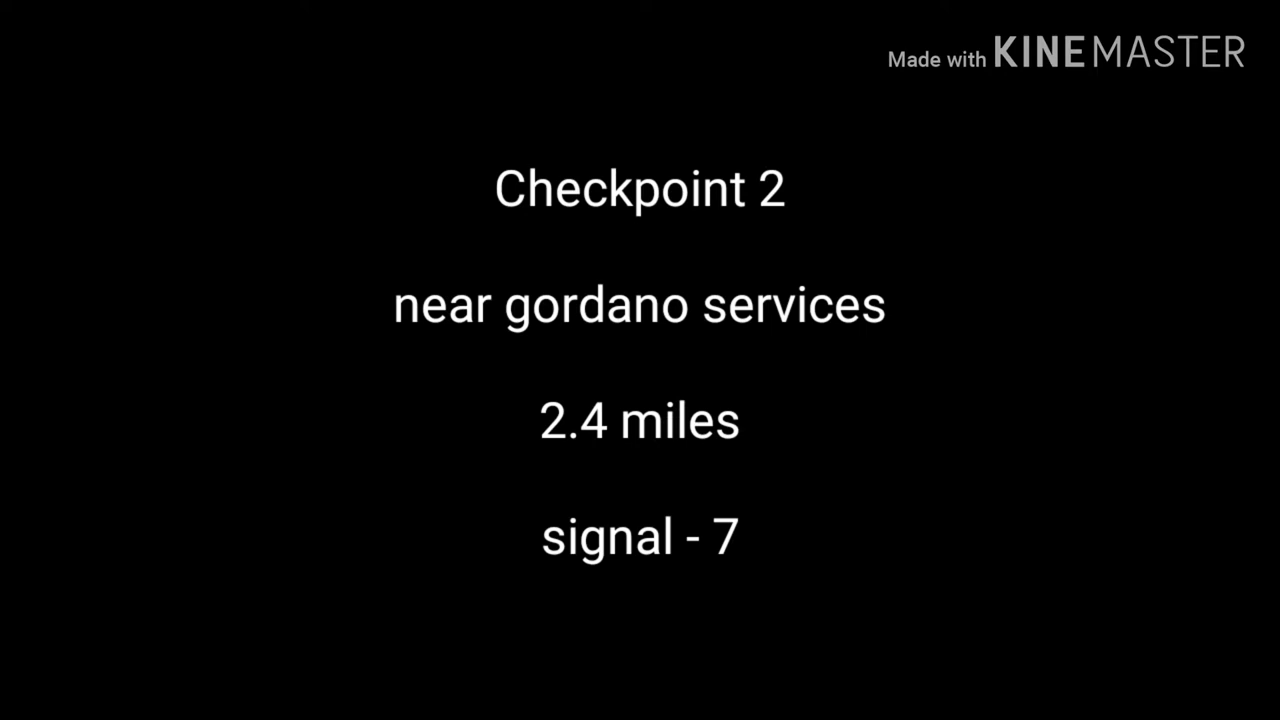 Made with KINEMASTER
Checkpoint 2
near gordano services
2.4 miles
signal - 7